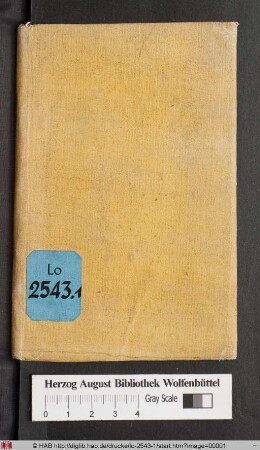 Lo
2543.1
Herzog August Bibliothek Wolfenbüttel
0 1 2 3 4 Gray Scale
© HAB http://diglib.hab.de/drucke/lo-2543-1/start.htm?image=00001